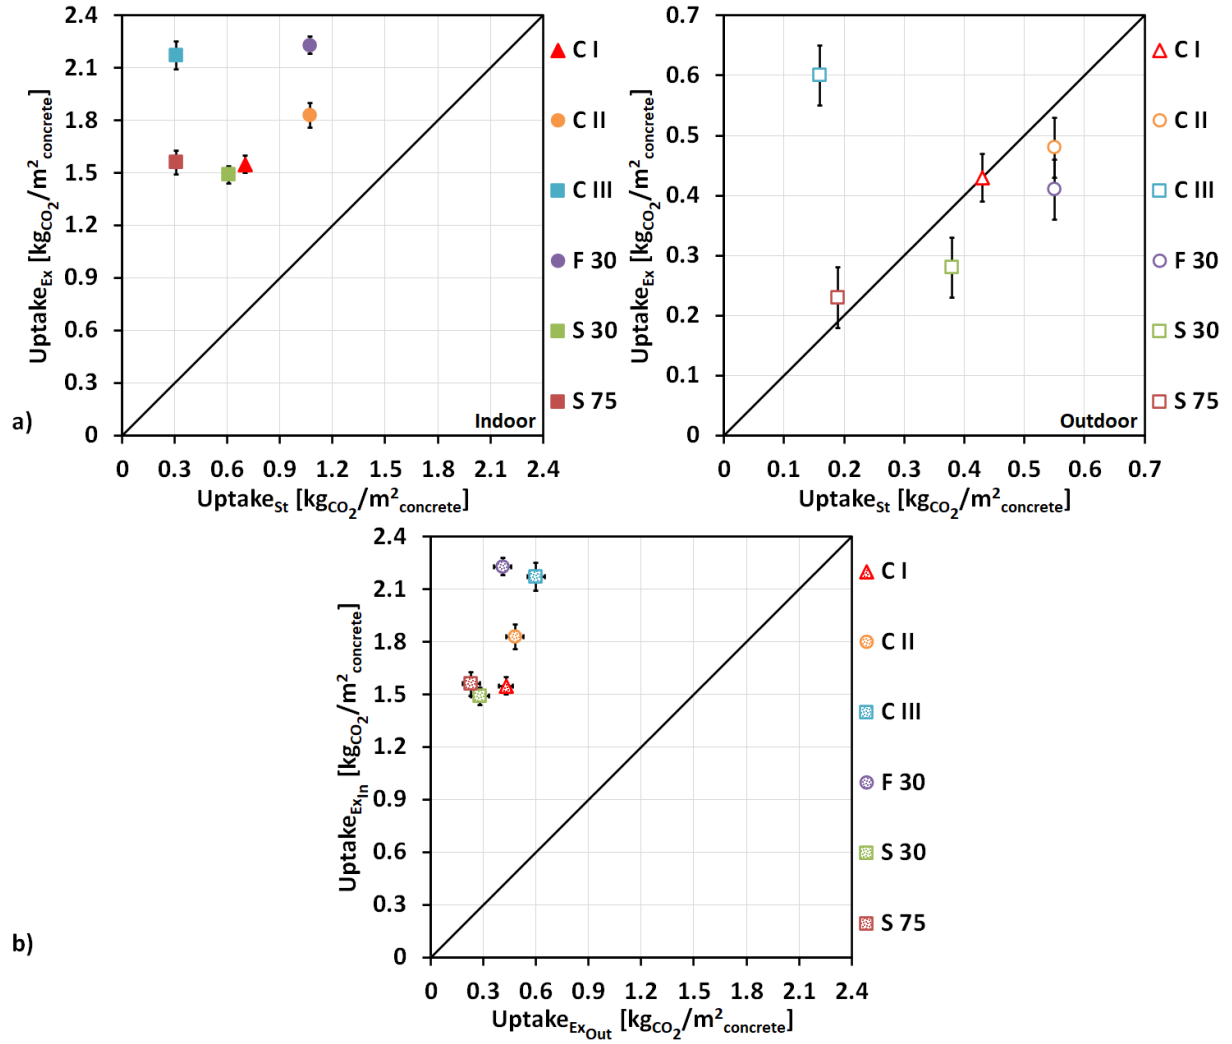 a)
Uptake_Ex [kg_CO2/m²_concrete]
2.4
2.1
1.8
1.5
1.2
0.9
0.6
0.3
0
0 0.3 0.6 0.9 1.2 1.5 1.8 2.1 2.4
Uptake_St [kg_CO2/m²_concrete]
Indoor
C I
C II
C III
F 30
S 30
S 75
Uptake_Ex [kg_CO2/m²_concrete]
0.7
0.6
0.5
0.4
0.3
0.2
0.1
0
0 0.1 0.2 0.3 0.4 0.5 0.6 0.7
Uptake_St [kg_CO2/m²_concrete]
Outdoor
C I
C II
C III
F 30
S 30
S 75
b)
Uptake_Ex_In [kg_CO2/m²_concrete]
2.4
2.1
1.8
1.5
1.2
0.9
0.6
0.3
0
0 0.3 0.6 0.9 1.2 1.5 1.8 2.1 2.4
Uptake_Ex_Out [kg_CO2/m²_concrete]
C I
C II
C III
F 30
S 30
S 75